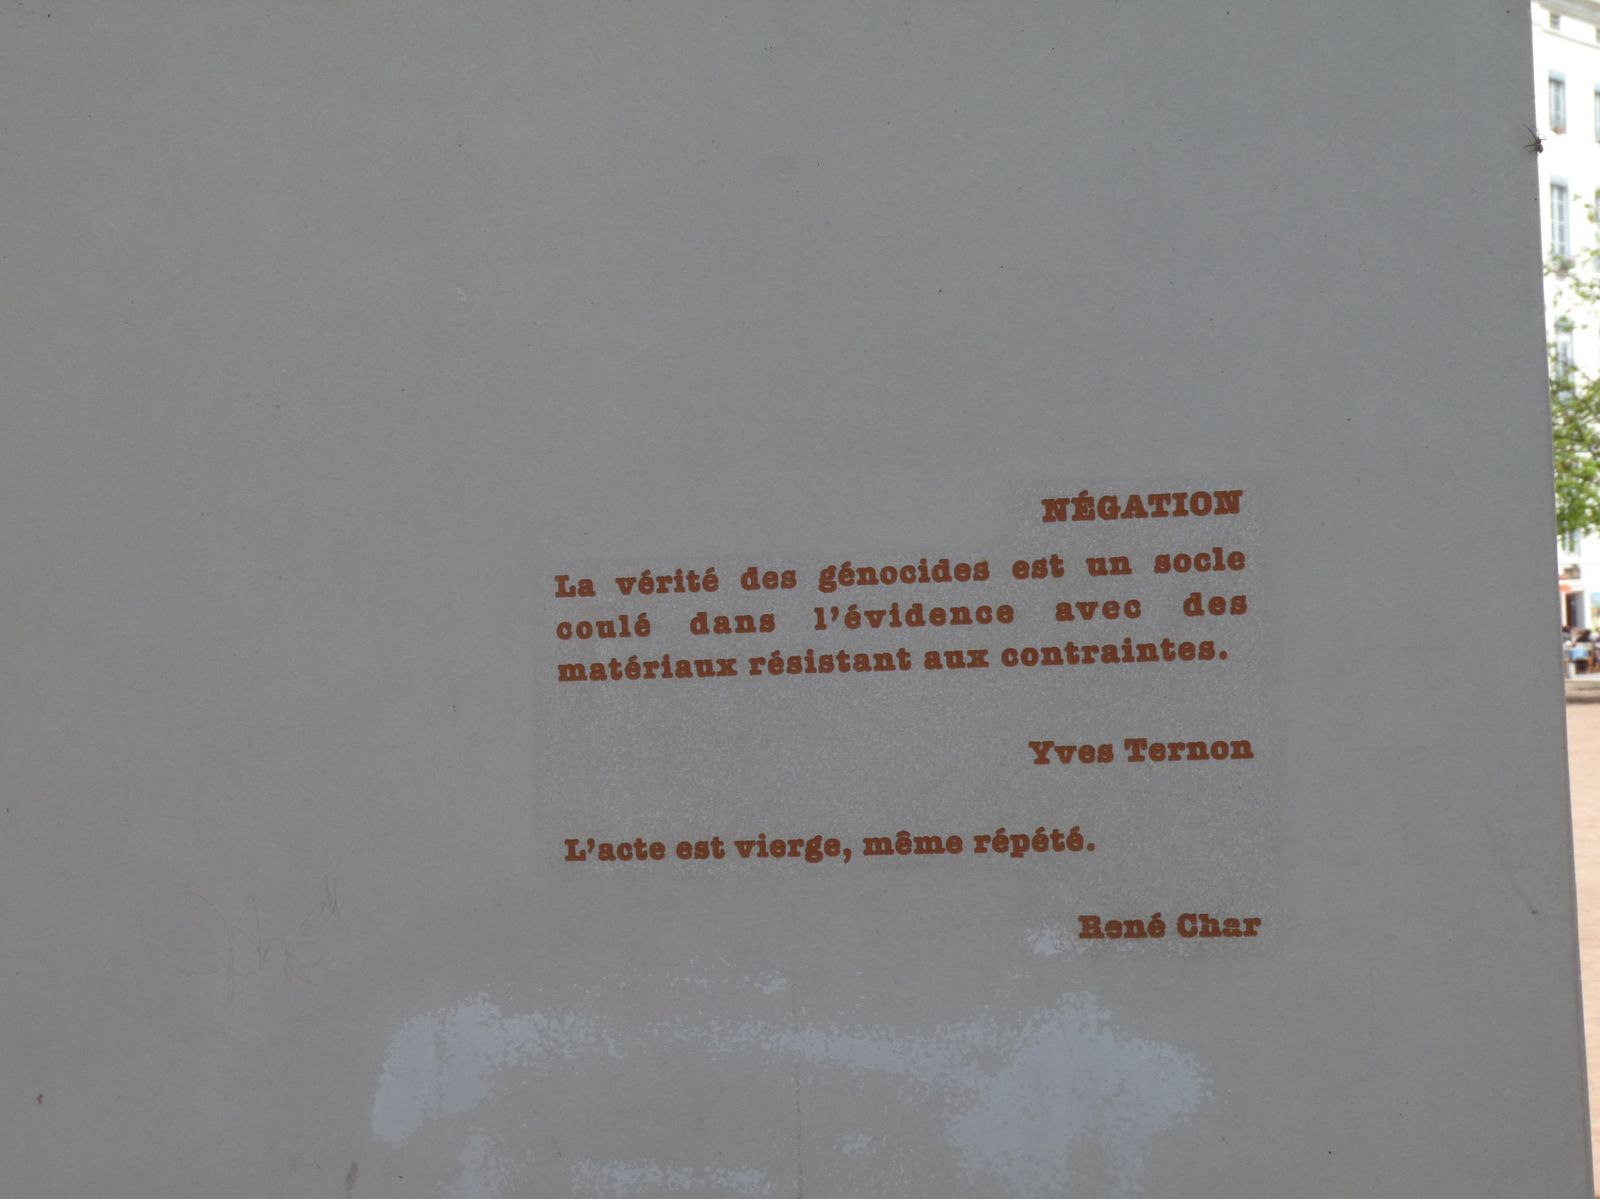 NÉGATION
La vérité des génocides est un socle
coulé dans l'évidence avec des
matériaux résistant aux contraintes.
Yves Ternon
L'acte est vierge, même répété.
René Char